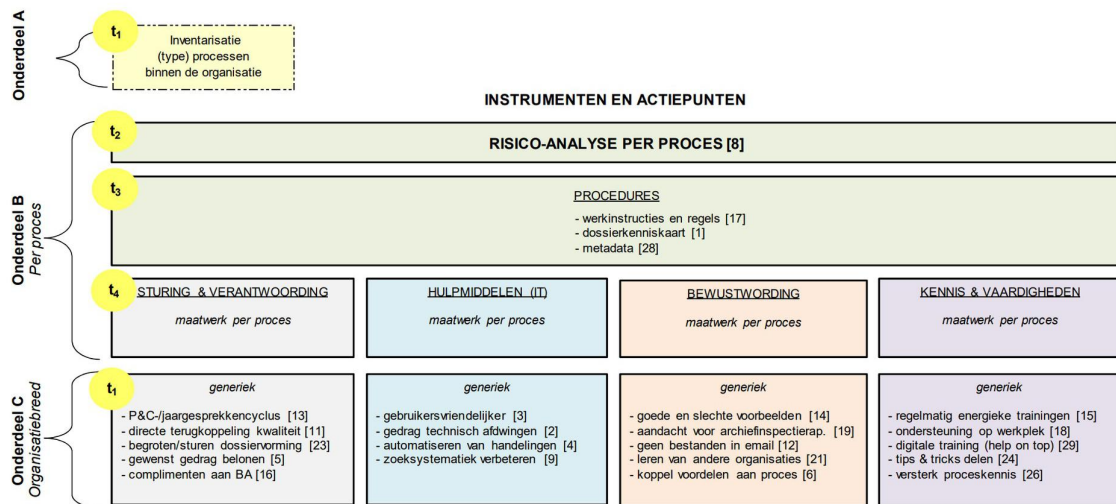 Onderdeel A
t1
Inventarisatie
(type) processen
binnen de organisatie
INSTRUMENTEN EN ACTIEPUNTEN
Onderdeel B
Per proces
t2
RISICO-ANALYSE PER PROCES [8]
t3
PROCEDURES
- werkinstructies en regels [17]
- dossierkenniskaart [1]
- metadata [28]
t4
STURING & VERANTWOORDING
maatwerk per proces
HULPMIDDELEN (IT)
maatwerk per proces
BEWUSTWORDING
maatwerk per proces
KENNIS & VAARDIGHEDEN
maatwerk per proces
Onderdeel C
Organisatiebreed
t1
generiek
- P&C-/jaargesprekkencyclus [13]
- directe terugkoppeling kwaliteit [11]
- begroten/sturen dossiervorming [23]
- gewenst gedrag belonen [5]
- complimenten aan BA [16]
generiek
- gebruikersvriendelijker [3]
- gedrag technisch afdwingen [2]
- automatiseren van handelingen [4]
- zoeksystematiek verbeteren [9]
generiek
- goede en slechte voorbeelden [14]
- aandacht voor archiefinspectierap. [19]
- geen bestanden in email [12]
- leren van andere organisaties [21]
- koppel voordelen aan proces [6]
generiek
- regelmatig energieke trainingen [15]
- ondersteuning op werkplek [18]
- digitale training (help on top) [29]
- tips & tricks delen [24]
- versterk proceskennis [26]